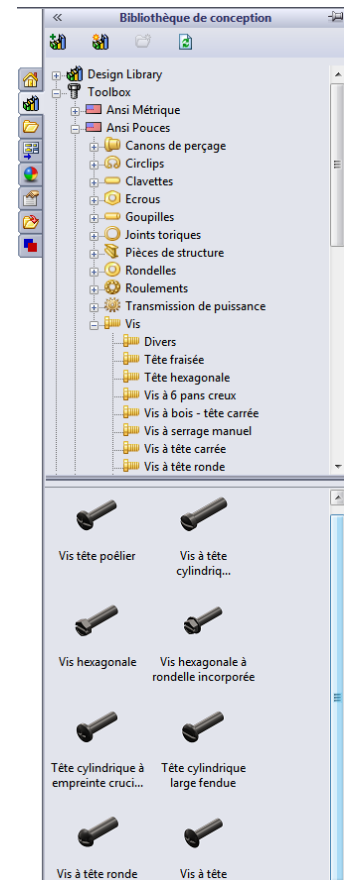 Bibliothèque de conception
Design Library
Toolbox
Ansi Métrique
Ansi Pouces
Canons de perçage
Circlips
Clavettes
Ecrous
Goupilles
Joints toriques
Pièces de structure
Rondelles
Roulements
Transmission de puissance
Vis
Divers
Tête fraisée
Tête hexagonale
Vis à 6 pans creux
Vis à bois - tête carrée
Vis à serrage manuel
Vis à tête carrée
Vis à tête ronde
Vis tête poêlier
Vis à tête
cylindriq...
Vis hexagonale
Vis hexagonale à
rondelle incorporée
Tête cylindrique à
empreinte cruci...
Tête cylindrique
large fendue
Vis à tête ronde
Vis à tête